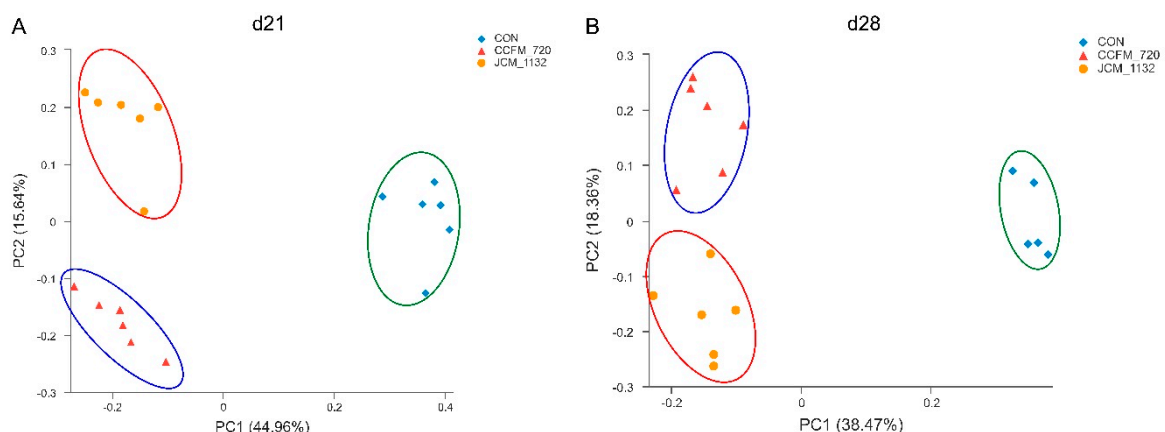 A
d21
CON
CCFM_720
JCM_1132
0.3
0.2
0.1
0
-0.1
-0.2
-0.3
PC2 (15.64%)
-0.2
0
0.2
0.4
PC1 (44.96%)
B
d28
CON
CCFM_720
JCM_1132
0.3
0.2
0.1
0
-0.1
-0.2
-0.3
PC2 (18.36%)
-0.2
0
0.2
PC1 (38.47%)